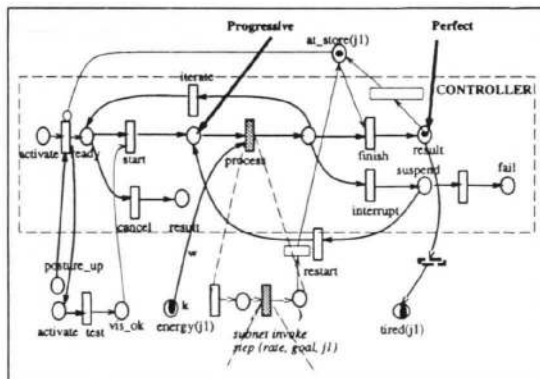 Progressive
Perfect
at_store(j1)
iterate
CONTROLLER
activate
ready
start
process
finish
result
suspend
fail
cancel
result
interrupt
w
restart
posture_up
k
activate
test
vis_ok
energy(j1)
tired(j1)
subnet invoke
step (rate, goal, j1)